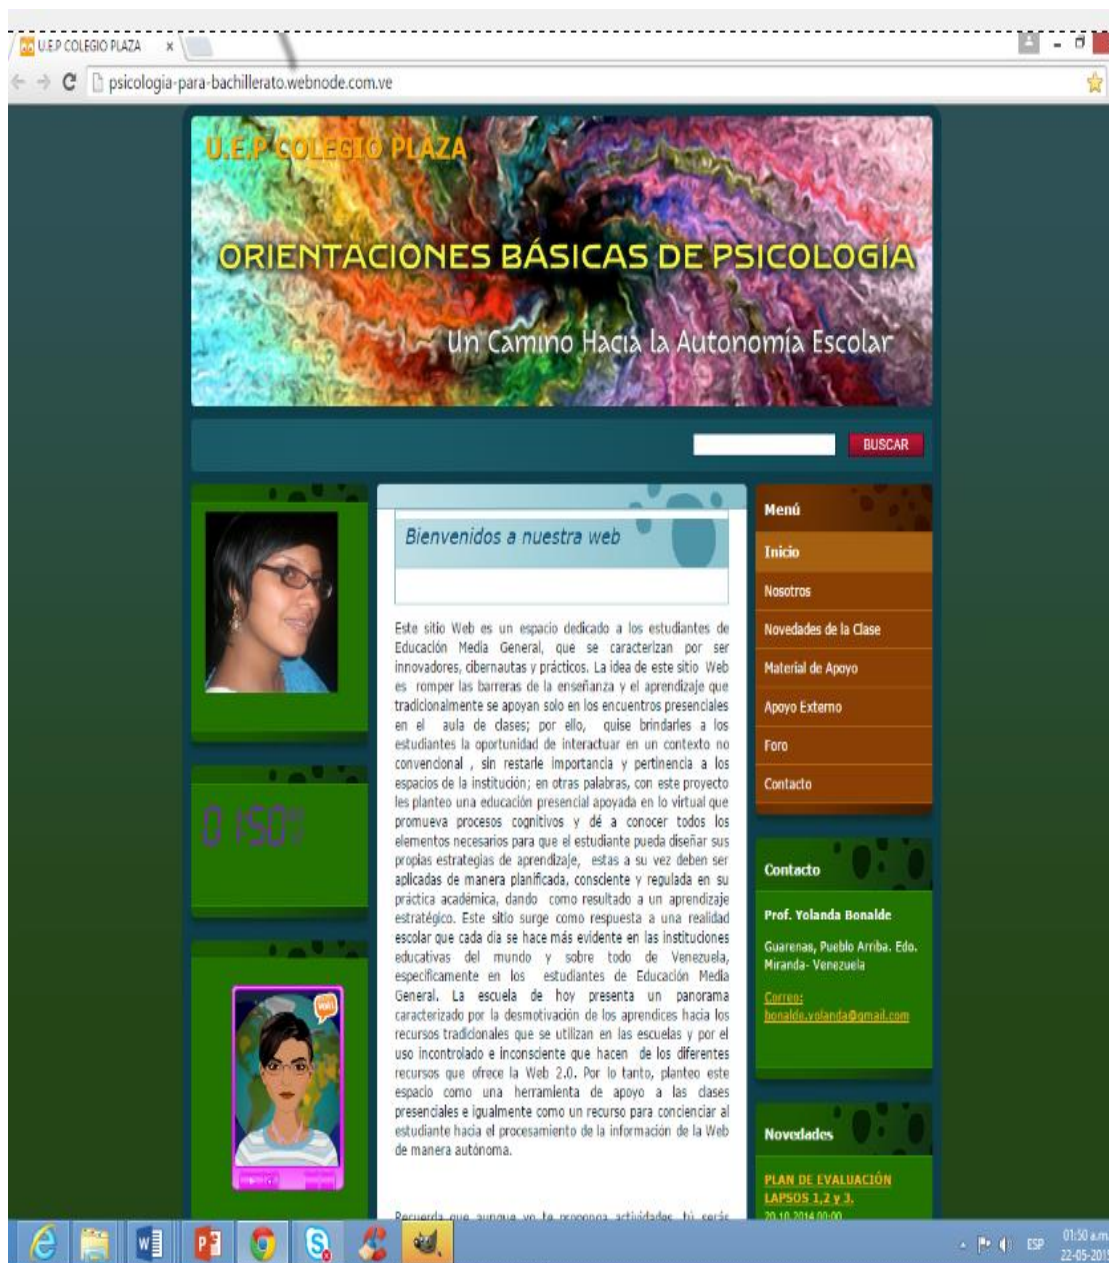 U.E.P COLEGIO PLAZA
psicologia-para-bachillerato.webnode.com.ve
U.E.P COLEGIO PLAZA
ORIENTACIONES BÁSICAS DE PSICOLOGÍA
Un Camino Hacia la Autonomía Escolar
BUSCAR
01:50
Bienvenidos a nuestra web
Este sitio Web es un espacio dedicado a los estudiantes de
Educación Media General, que se caracterizan por ser
innovadores, cibernautas y prácticos. La idea de este sitio Web
es romper las barreras de la enseñanza y el aprendizaje que
tradicionalmente se apoyan solo en los encuentros presenciales
en el aula de clases; por ello, quise brindarles a los
estudiantes la oportunidad de interactuar en un contexto no
convencional , sin restarle importancia y pertinencia a los
espacios de la institución; en otras palabras, con este proyecto
les planteo una educación presencial apoyada en lo virtual que
promueva procesos cognitivos y dé a conocer todos los
elementos necesarios para que el estudiante pueda diseñar sus
propias estrategias de aprendizaje, estas a su vez deben ser
aplicadas de manera planificada, consciente y regulada en su
práctica académica, dando como resultado a un aprendizaje
estratégico. Este sitio surge como respuesta a una realidad
escolar que cada día se hace más evidente en las instituciones
educativas del mundo y sobre todo de Venezuela,
específicamente en los estudiantes de Educación Media
General. La escuela de hoy presenta un panorama
caracterizado por la desmotivación de los aprendices hacia los
recursos tradicionales que se utilizan en las escuelas y por el
uso incontrolado e inconsciente que hacen de los diferentes
recursos que ofrece la Web 2.0. Por lo tanto, planteo este
espacio como una herramienta de apoyo a las clases
presenciales e igualmente como un recurso para concienciar al
estudiante hacia el procesamiento de la información de la Web
de manera autónoma.
Recuerda que aunque yo te proponga actividades, tú serás
Menú
Inicio
Nosotros
Novedades de la Clase
Material de Apoyo
Apoyo Externo
Foro
Contacto
Contacto
Prof. Yolanda Bonalde
Guarenas, Pueblo Arriba. Edo.
Miranda- Venezuela
Correo:
bonalde.yolanda@gmail.com
Novedades
PLAN DE EVALUACIÓN
LAPSOS 1,2 y 3.
20.10.2014 00:00
ESP
01:50 a.m.
22-05-2015